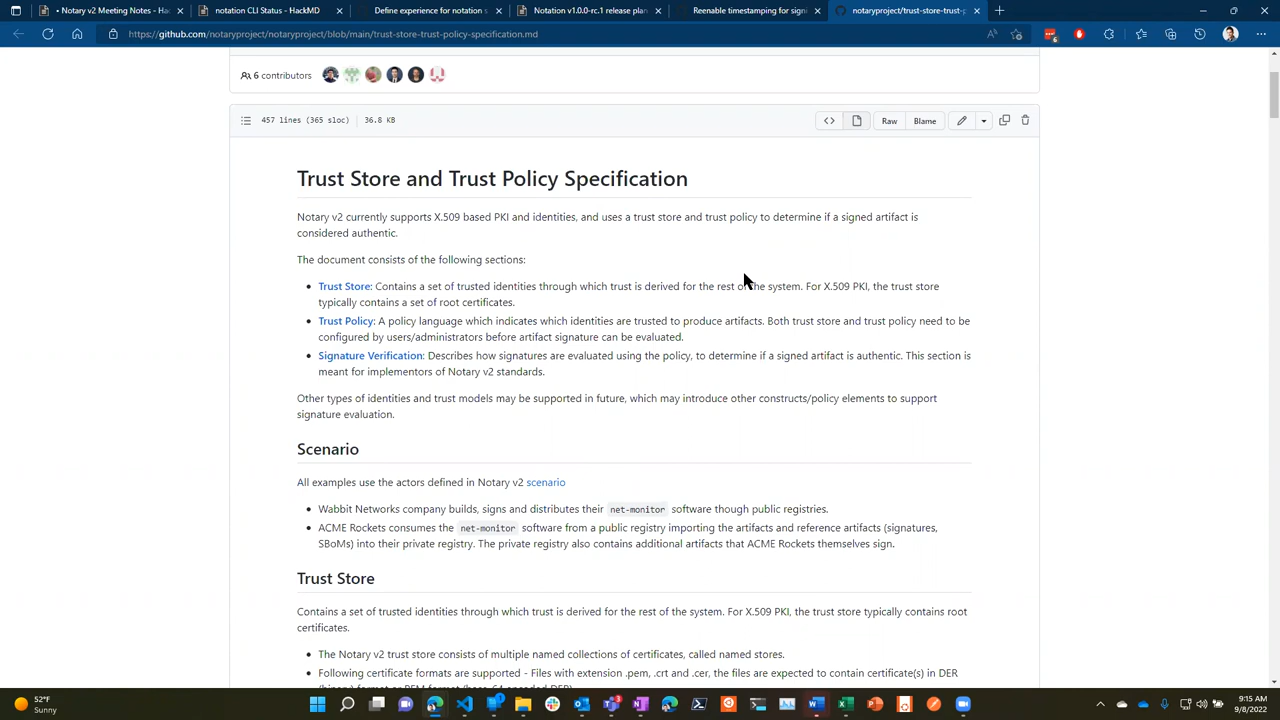 Notary v2 Meeting Notes - Hac
notation CLI Status - HackMD
Define experience for notation s
Notation v1.0.0-rc.1 release plan
Reenable timestamping for signi
notaryproject/trust-store-trust-p
https://github.com/notaryproject/notaryproject/blob/main/trust-store-trust-policy-specification.md
6
6 contributors
457 lines (365 sloc) 36.8 KB
Raw Blame
Trust Store and Trust Policy Specification
Notary v2 currently supports X.509 based PKI and identities, and uses a trust store and trust policy to determine if a signed artifact is
considered authentic.
The document consists of the following sections:
• Trust Store: Contains a set of trusted identities through which trust is derived for the rest of the system. For X.509 PKI, the trust store
typically contains a set of root certificates.
• Trust Policy: A policy language which indicates which identities are trusted to produce artifacts. Both trust store and trust policy need to be
configured by users/administrators before artifact signature can be evaluated.
• Signature Verification: Describes how signatures are evaluated using the policy, to determine if a signed artifact is authentic. This section is
meant for implementors of Notary v2 standards.
Other types of identities and trust models may be supported in future, which may introduce other constructs/policy elements to support
signature evaluation.
Scenario
All examples use the actors defined in Notary v2 scenario
• Wabbit Networks company builds, signs and distributes their net-monitor software though public registries.
• ACME Rockets consumes the net-monitor software from a public registry importing the artifacts and reference artifacts (signatures,
SBoMs) into their private registry. The private registry also contains additional artifacts that ACME Rockets themselves sign.
Trust Store
Contains a set of trusted identities through which trust is derived for the rest of the system. For X.509 PKI, the trust store typically contains root
certificates.
• The Notary v2 trust store consists of multiple named collections of certificates, called named stores.
• Following certificate formats are supported - Files with extension .pem, .crt and .cer, the files are expected to contain certificate(s) in DER
(binary) format or PEM format (base-64 encoded DER).
52°F
Sunny
9:15 AM
9/8/2022